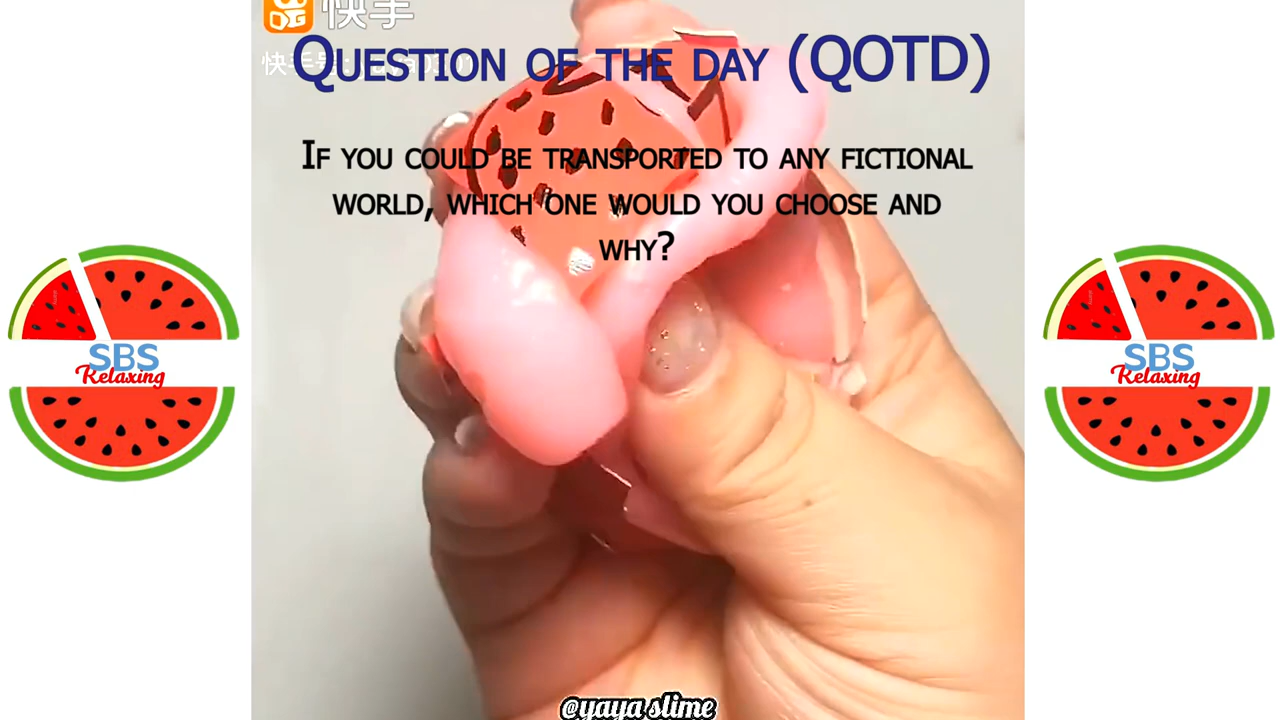 快手
QUESTION OF THE DAY (QOTD)
IF YOU COULD BE TRANSPORTED TO ANY FICTIONAL
WORLD, WHICH ONE WOULD YOU CHOOSE AND
WHY?
SBS
Relaxing
SBS
Relaxing
@yaya slime